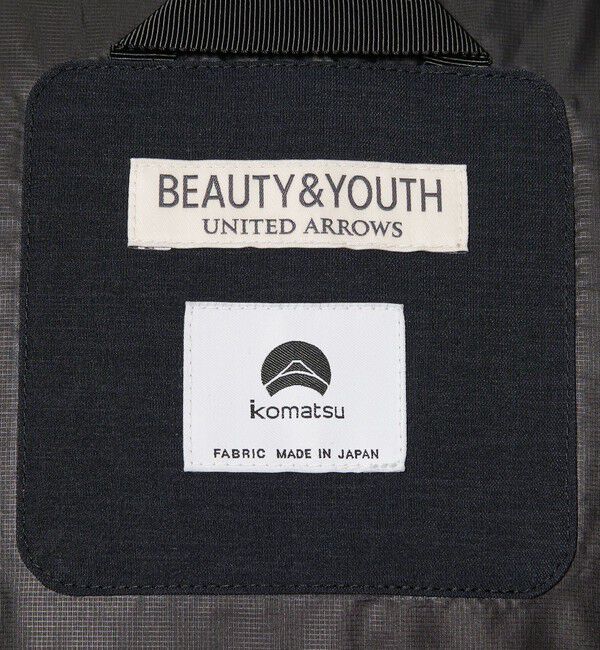 BEAUTY&YOUTH
UNITED ARROWS
komatsu
FABRIC MADE IN JAPAN